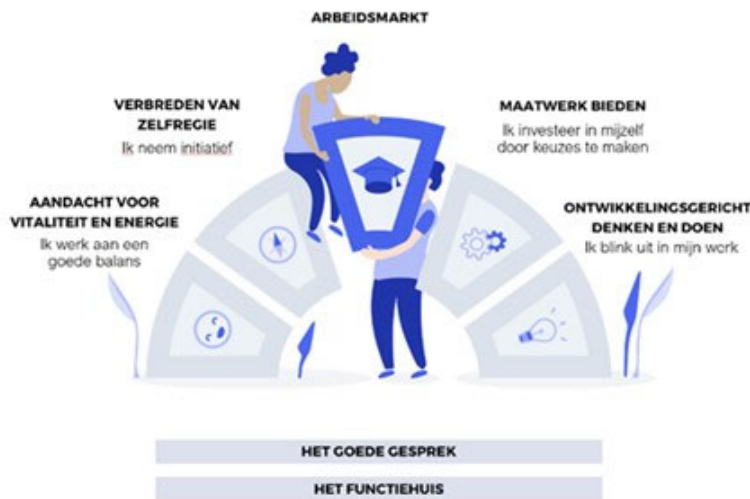 ARBEIDSMARKT
VERBREDEN VAN
ZELFREGIE
Ik neem initiatief
MAATWERK BIEDEN
Ik investeer in mijzelf
door keuzes te maken
AANDACHT VOOR
VITALITEIT EN ENERGIE
Ik werk aan een
goede balans
ONTWIKKELINGSGERICHT
DENKEN EN DOEN
Ik blink uit in mijn work
HET GOEDE GESPREK
HET FUNCTIEHUIS